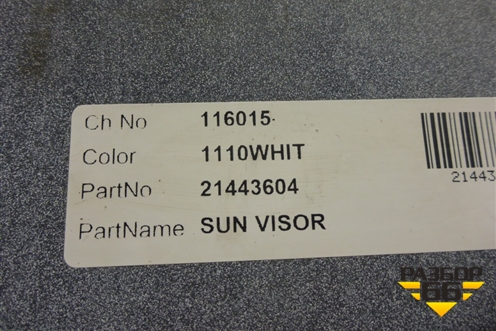 Ch No 116015
Color 1110WHIT
PartNo 21443604
PartName SUN VISOR
21443
РАЗБОР
66